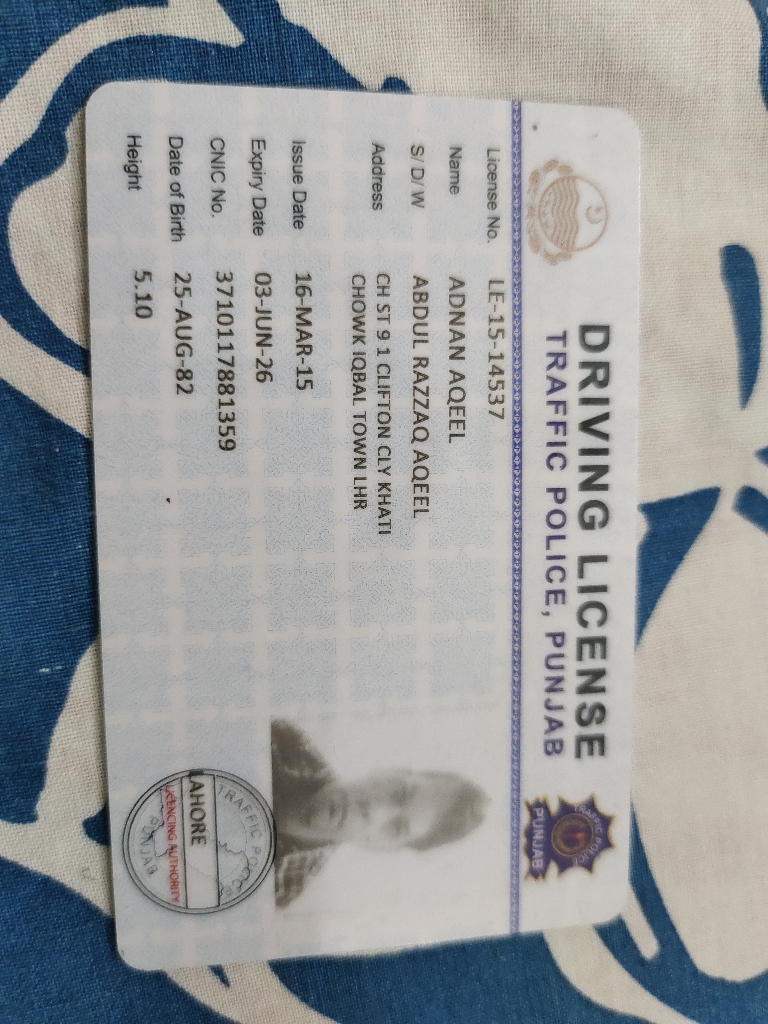 DRIVING LICENSE
TRAFFIC POLICE, PUNJAB
TRAFFIC POLICE
PUNJAB
License No. LE-15-14537
Name ADNAN AQEEL
S/ D/ W ABDUL RAZZAQ AQEEL
Address CH ST 9 1 CLIFTON CLY KHATI
CHOWK IQBAL TOWN LHR
Issue Date 16-MAR-15
Expiry Date 03-JUN-26
CNIC No. 3710117881359
Date of Birth 25-AUG-82
Height 5.10
TRAFFIC PO
LAHORE
LICENCING AUTHORITY
PUNJAB